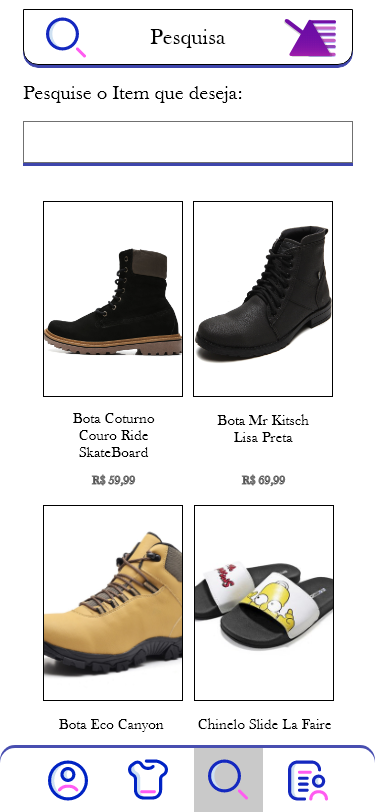 Pesquisa
Pesquise o Item que deseja:
Bota Coturno
Couro Ride
SkateBoard
R$ 59,99
Bota Mr Kitsch
Lisa Preta
R$ 69,99
Bota Eco Canyon
Chinelo Slide La Faire